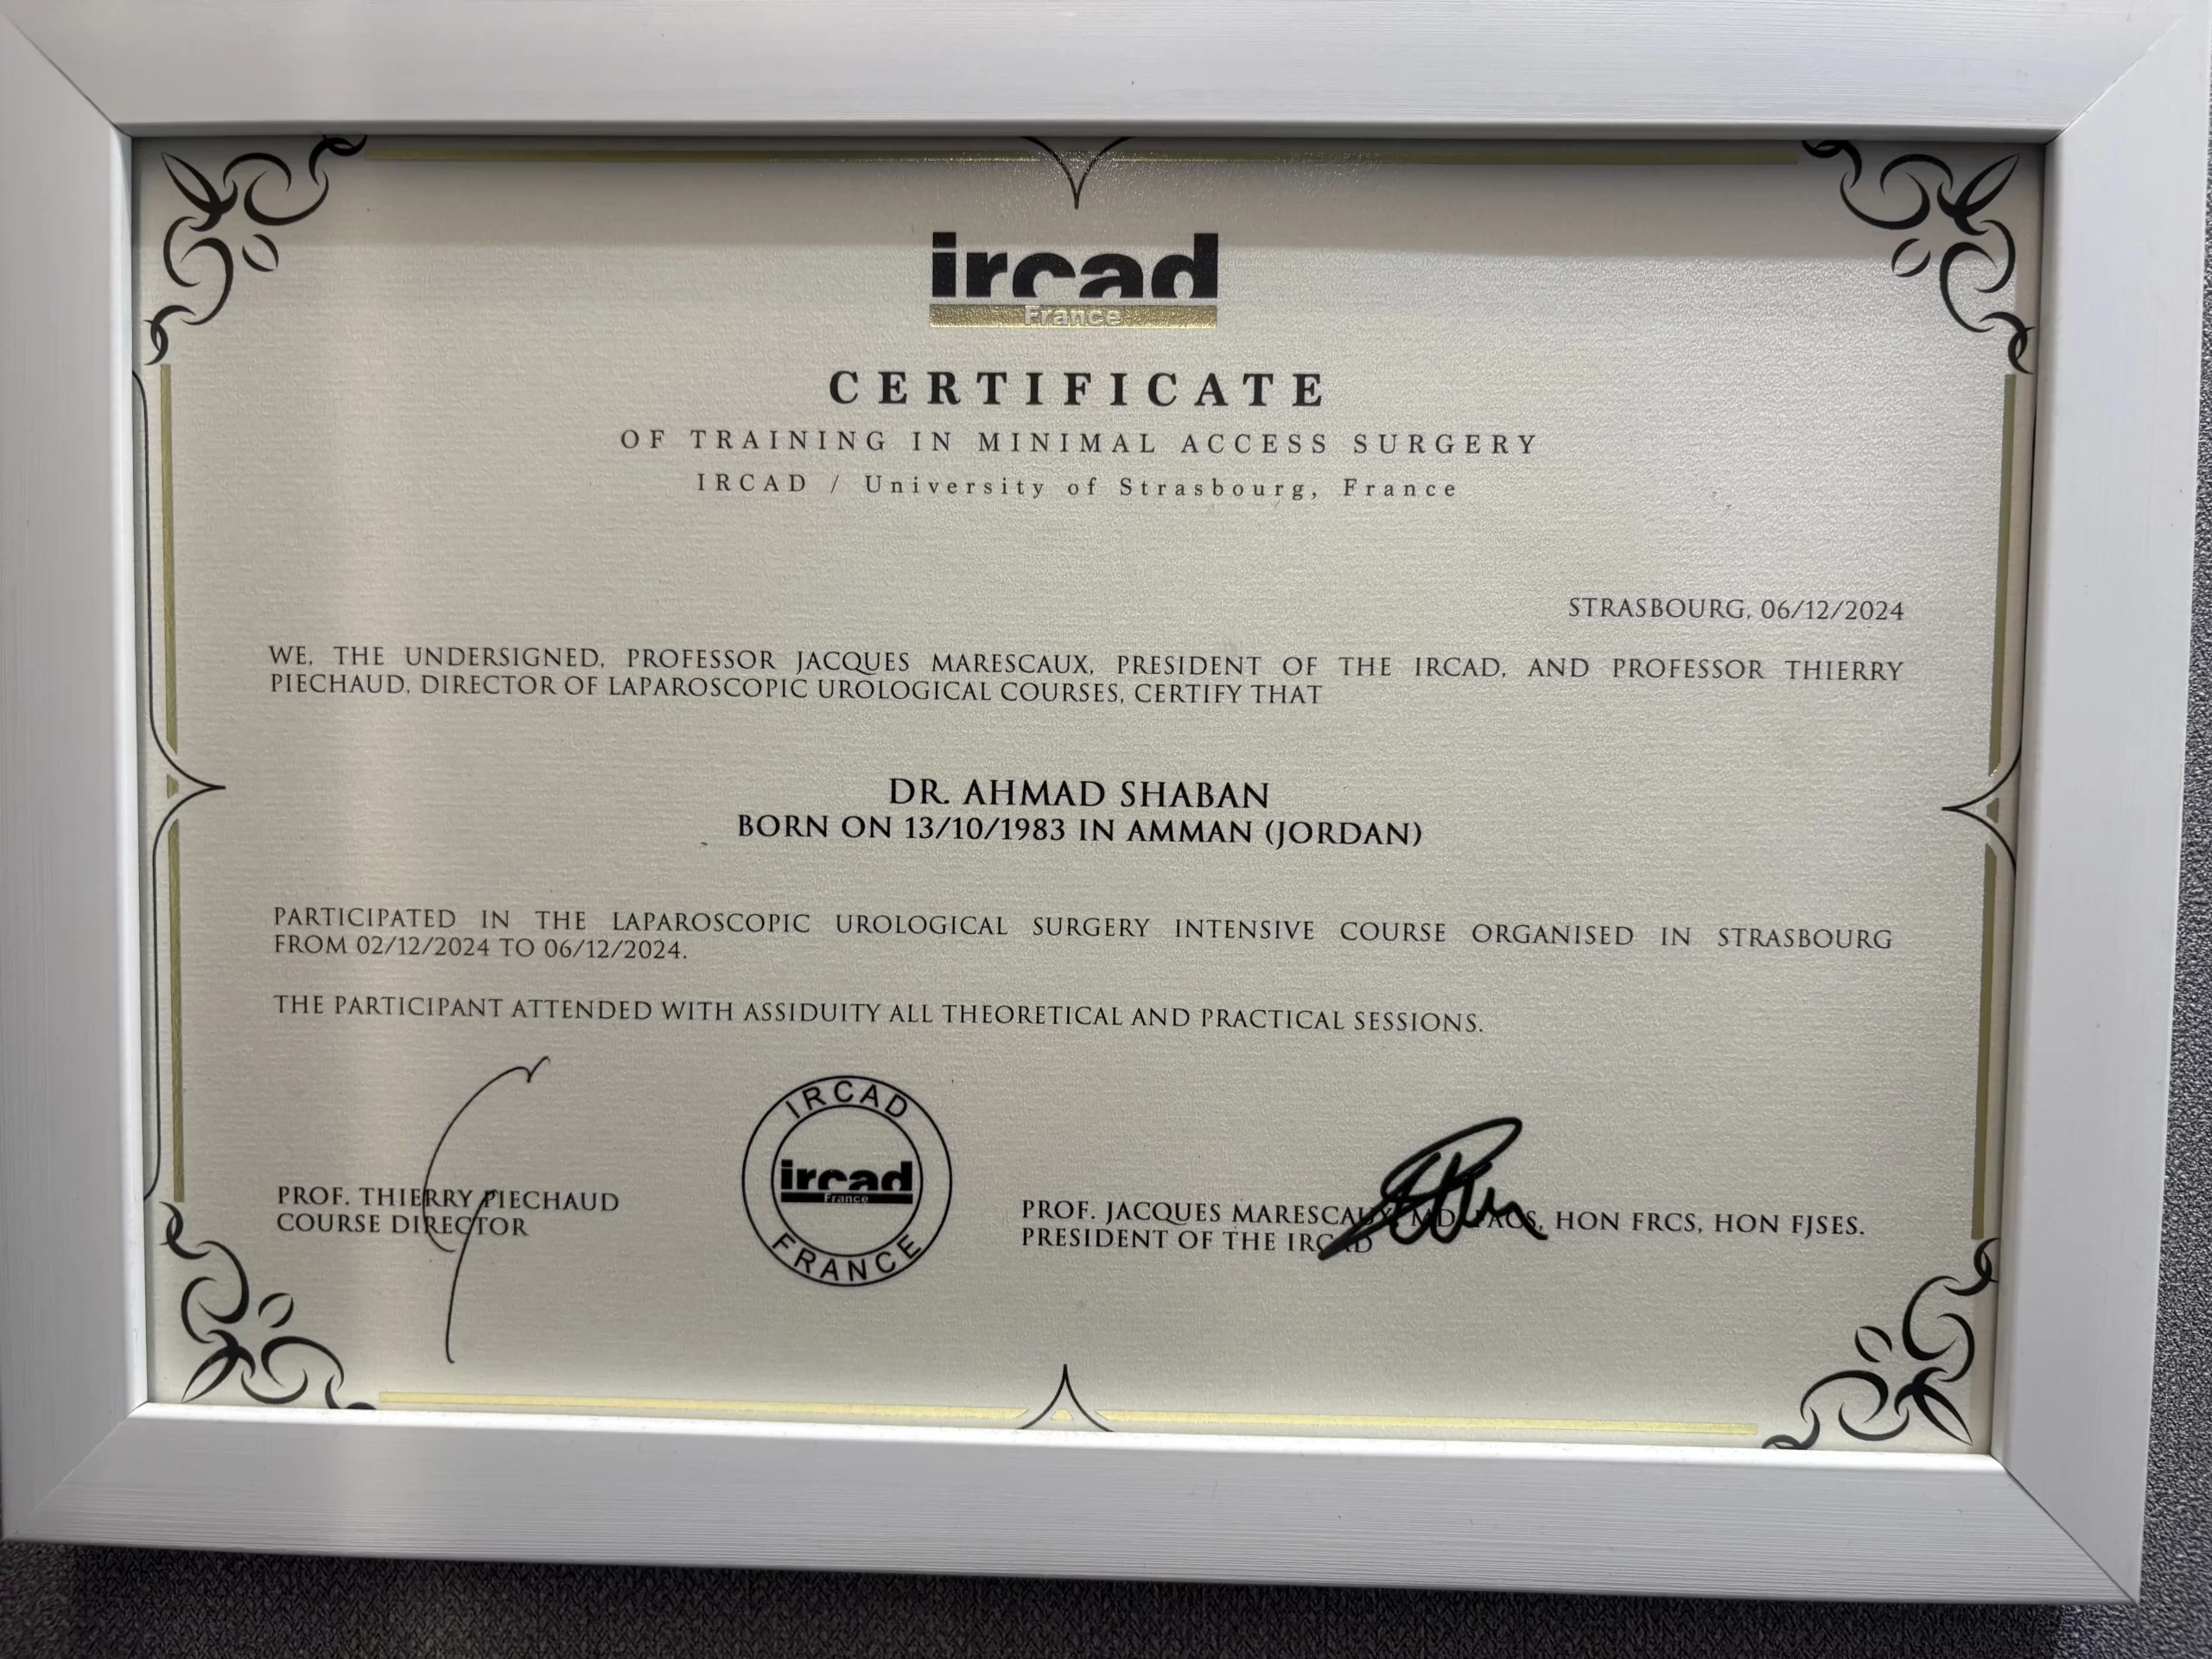 ircad
France
CERTIFICATE
OF TRAINING IN MINIMAL ACCESS SURGERY
IRCAD / University of Strasbourg, France
STRASBOURG, 06/12/2024
WE, THE UNDERSIGNED, PROFESSOR JACQUES MARESCAUX, PRESIDENT OF THE IRCAD, AND PROFESSOR THIERRY
PIECHAUD, DIRECTOR OF LAPAROSCOPIC UROLOGICAL COURSES, CERTIFY THAT
DR. AHMAD SHABAN
BORN ON 13/10/1983 IN AMMAN (JORDAN)
PARTICIPATED IN THE LAPAROSCOPIC UROLOGICAL SURGERY INTENSIVE COURSE ORGANISED IN STRASBOURG
FROM 02/12/2024 TO 06/12/2024.
THE PARTICIPANT ATTENDED WITH ASSIDUITY ALL THEORETICAL AND PRACTICAL SESSIONS.
PROF. THIERRY PIECHAUD
COURSE DIRECTOR
IRCAD
ircad
France
FRANCE
PROF. JACQUES MARESCAUX, MD, FACS, HON FRCS, HON FJSES.
PRESIDENT OF THE IRCAD